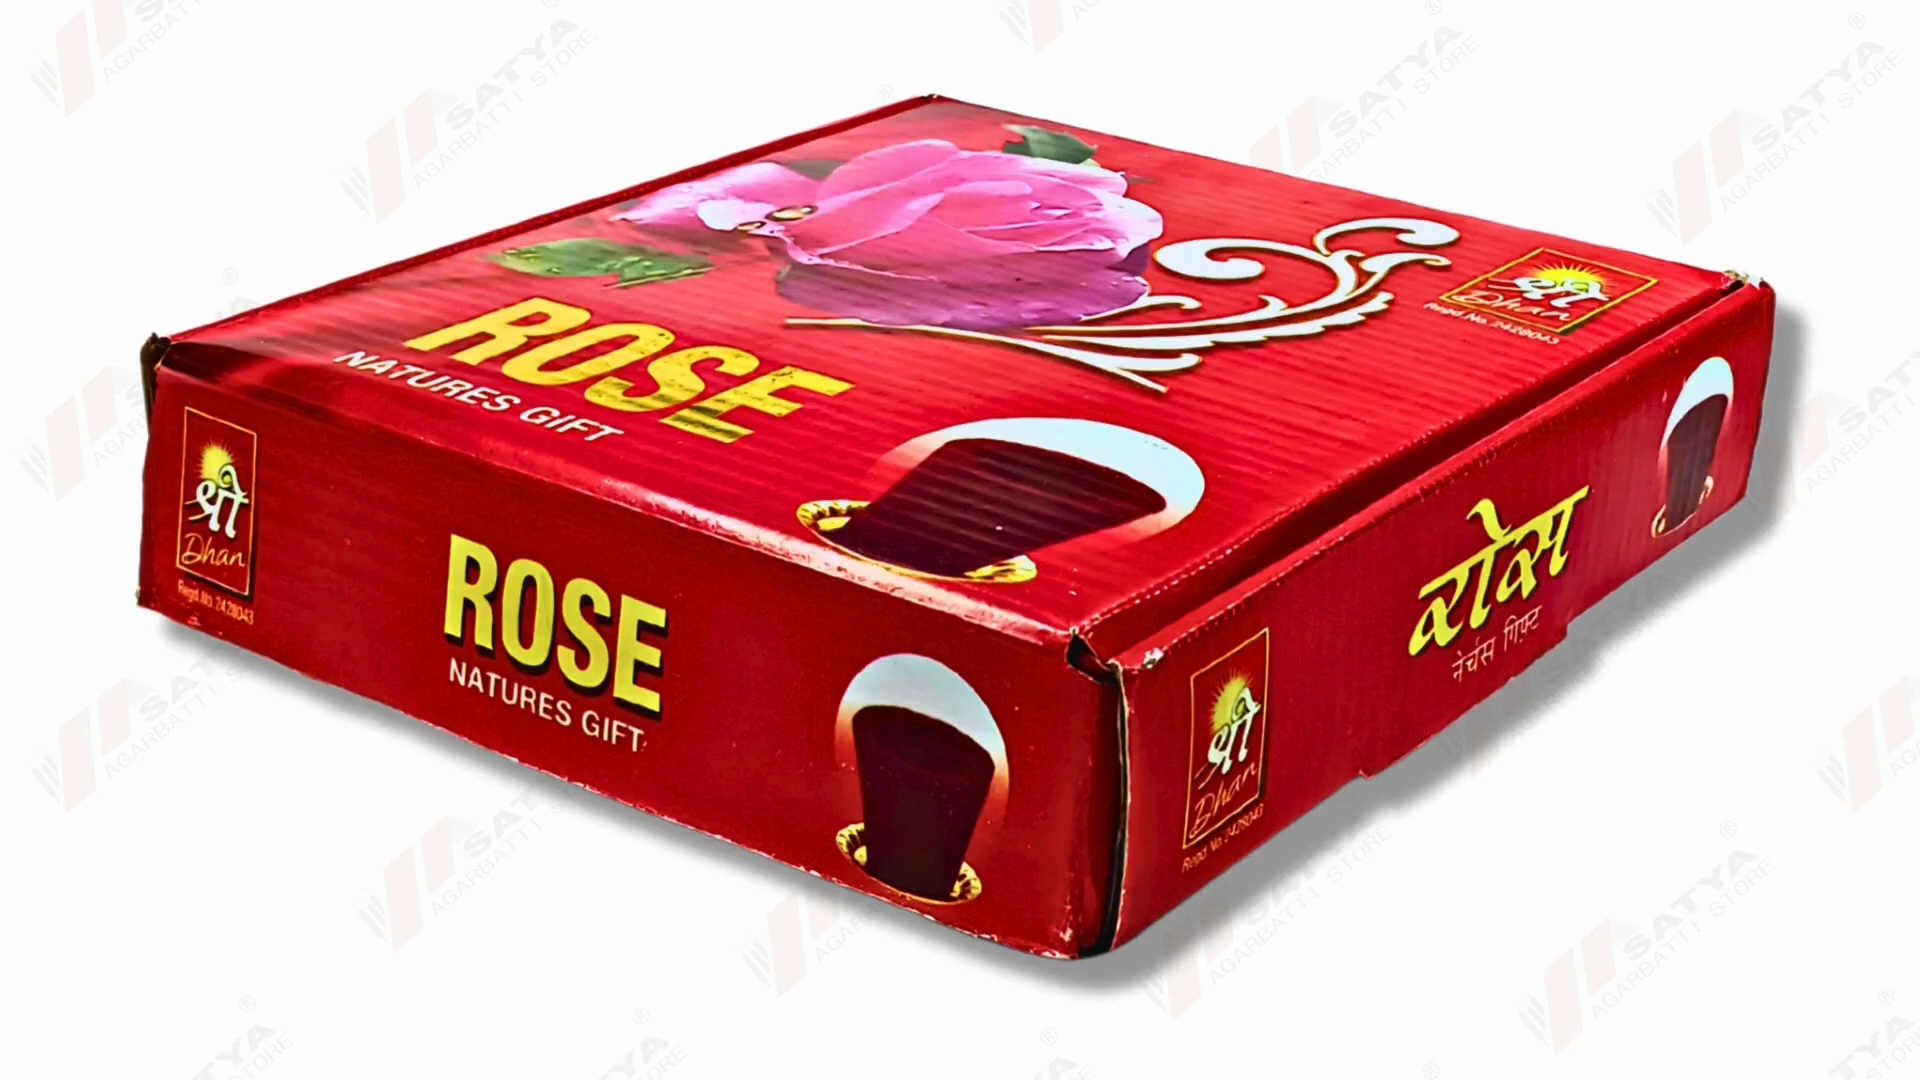 ROSE
NATURES GIFT
श्री
Dhan
Regd.No.2428043
श्री
Dhan
Regd.No.2428043
ROSE
NATURES GIFT
श्री
Dhan
Regd.No.2428043
रोज
नेचंस गिफ्ट
SATYA
AGARBATTI STORE